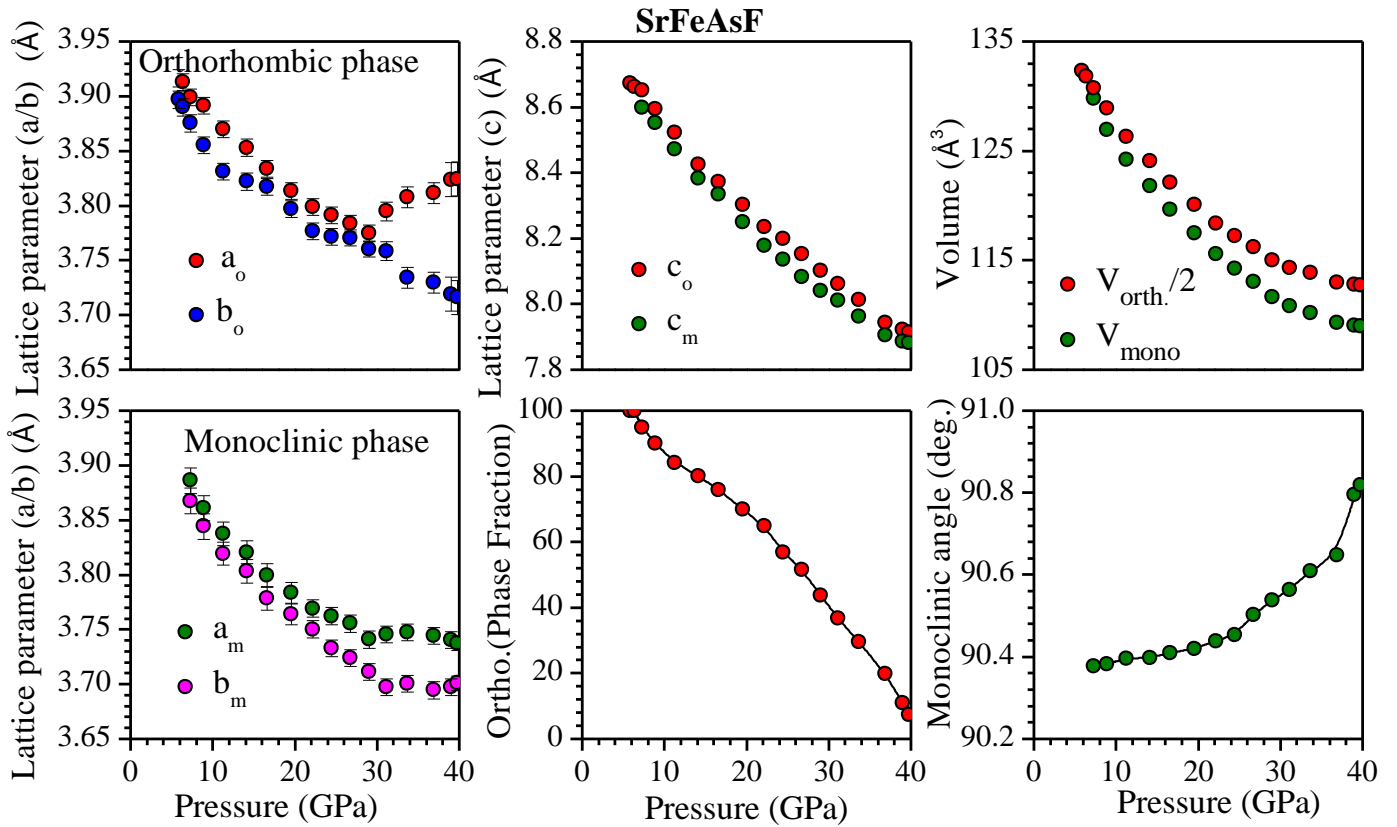 SrFeAsF
Lattice parameter (a/b) (Å)
3.95
3.90
3.85
3.80
3.75
3.70
3.65
Orthorhombic phase
a_o
b_o
Lattice parameter (c) (Å)
8.8
8.6
8.4
8.2
8.0
7.8
c_o
c_m
Volume (Å³)
135
125
115
105
V_orth./2
V_mono
Lattice parameter (a/b) (Å)
3.95
3.90
3.85
3.80
3.75
3.70
3.65
Monoclinic phase
a_m
b_m
0 10 20 30 40
Pressure (GPa)
Ortho.(Phase Fraction)
100
80
60
40
20
0
0 10 20 30 40
Pressure (GPa)
Monoclinic angle (deg.)
91.0
90.8
90.6
90.4
90.2
0 10 20 30 40
Pressure (GPa)